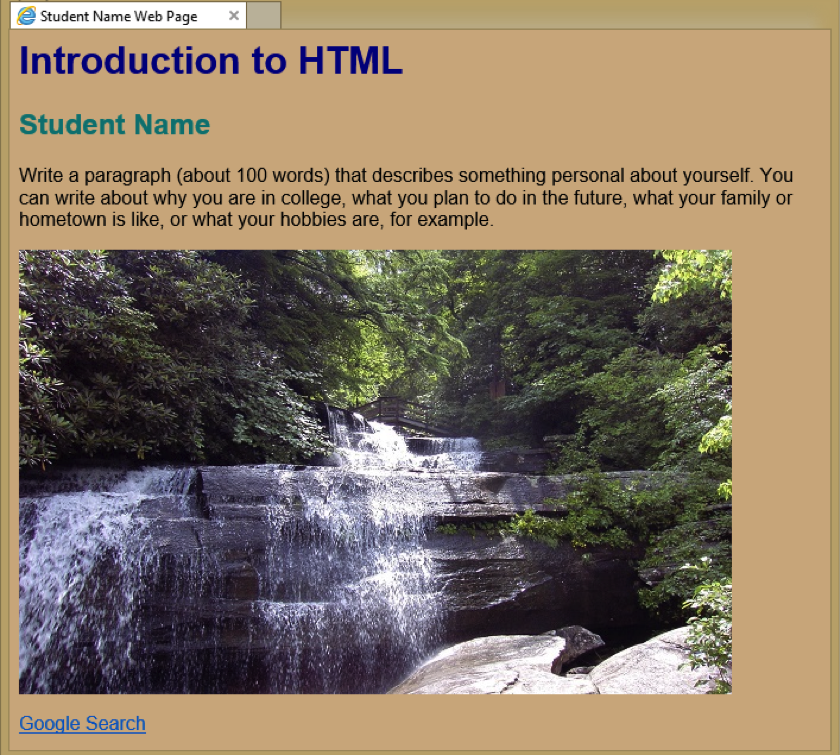 Student Name Web Page
Introduction to HTML
Student Name
Write a paragraph (about 100 words) that describes something personal about yourself. You
can write about why you are in college, what you plan to do in the future, what your family or
hometown is like, or what your hobbies are, for example.
Google Search